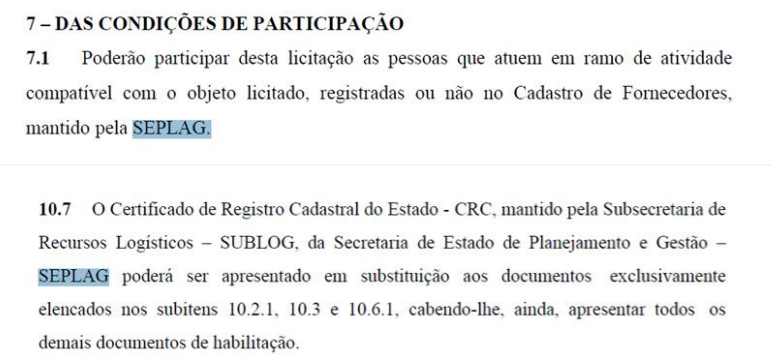 7 – DAS CONDIÇÕES DE PARTICIPAÇÃO
7.1 Poderão participar desta licitação as pessoas que atuem em ramo de atividade
compatível com o objeto licitado, registradas ou não no Cadastro de Fornecedores,
mantido pela SEPLAG.
10.7 O Certificado de Registro Cadastral do Estado - CRC, mantido pela Subsecretaria de
Recursos Logísticos – SUBLOG, da Secretaria de Estado de Planejamento e Gestão –
SEPLAG poderá ser apresentado em substituição aos documentos exclusivamente
elencados nos subitens 10.2.1, 10.3 e 10.6.1, cabendo-lhe, ainda, apresentar todos os
demais documentos de habilitação.